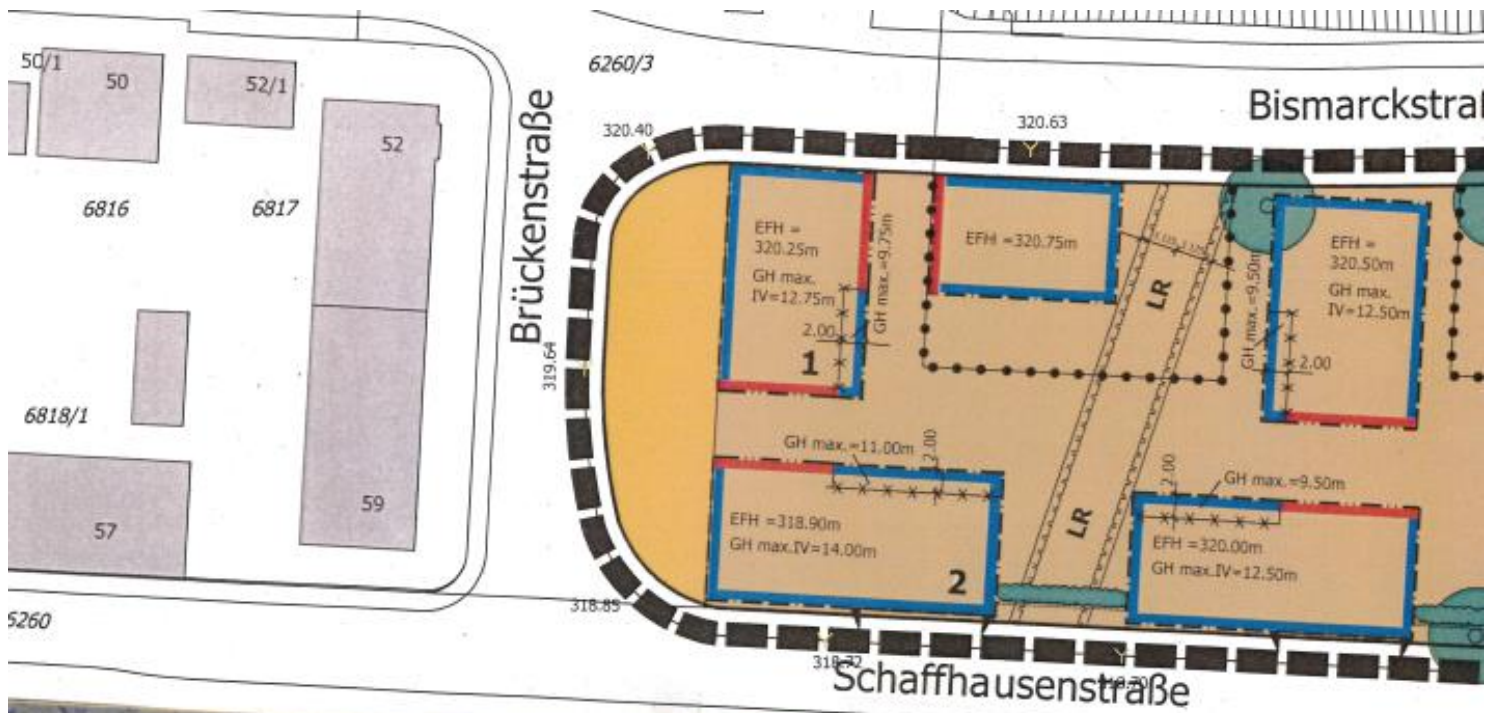 50/1
50
52/1
52
6816
6817
6818/1
57
59
6260
Brückenstraße
6260/3
320.40
320.63
Bismarckstra
319.64
318.85
318.72
Schaffhausenstraße
EFH =
320.25m
GH max.
IV=12.75m
GH max.=9.75m
2.00
1
EFH =320.75m
LR
LR
GH max.=9.50m
EFH =
320.50m
GH max.
IV=12.50m
2.00
GH max.=11.00m
2.00
EFH =318.90m
GH max.IV=14.00m
2
2.00
GH max.=9.50m
EFH =320.00m
GH max.IV=12.50m